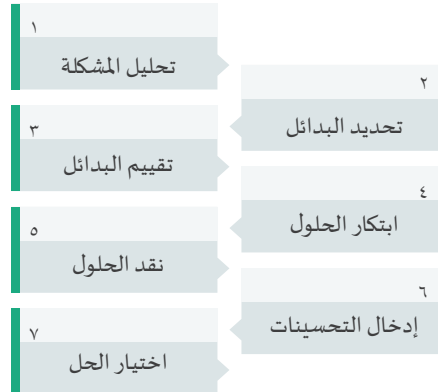 ١
تحليل المشكلة
٢
تحديد البدائل
٣
تقييم البدائل
٤
ابتكار الحلول
٥
نقد الحلول
٦
إدخال التحسينات
٧
اختيار الحل